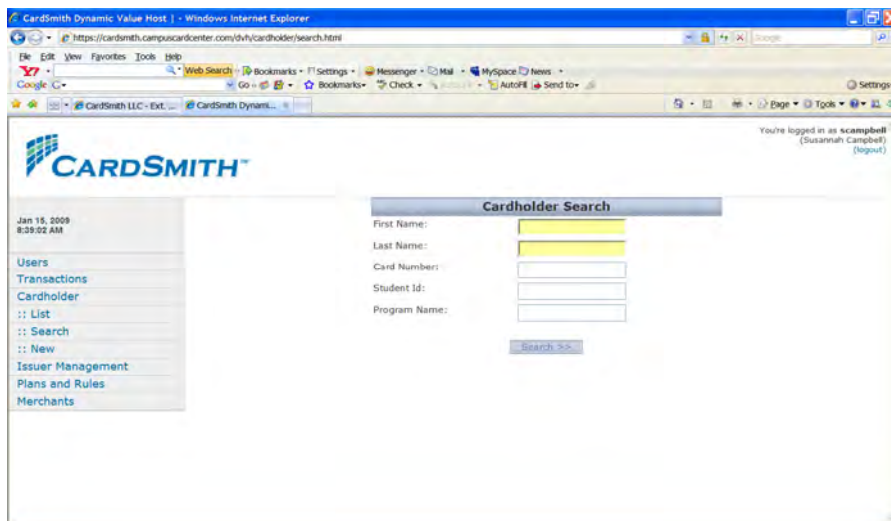 CardSmith Dynamic Value Host | - Windows Internet Explorer
https://cardsmith.campuscardcenter.com/dvh/cardholder/search.html
Google
File Edit View Favorites Tools Help
Y! Web Search Bookmarks Settings Messenger Mail MySpace News
Google G Go Bookmarks Check AutoFill Send to Settings
CardSmith LLC - Ext. ... CardSmith Dynami... Page Tools
You're logged in as scampbell
(Susannah Campbell)
(logout)
CARDSMITH
Jan 15, 2009
8:39:02 AM
Users
Transactions
Cardholder
:: List
:: Search
:: New
Issuer Management
Plans and Rules
Merchants
Cardholder Search
First Name:
Last Name:
Card Number:
Student Id:
Program Name:
Search >>